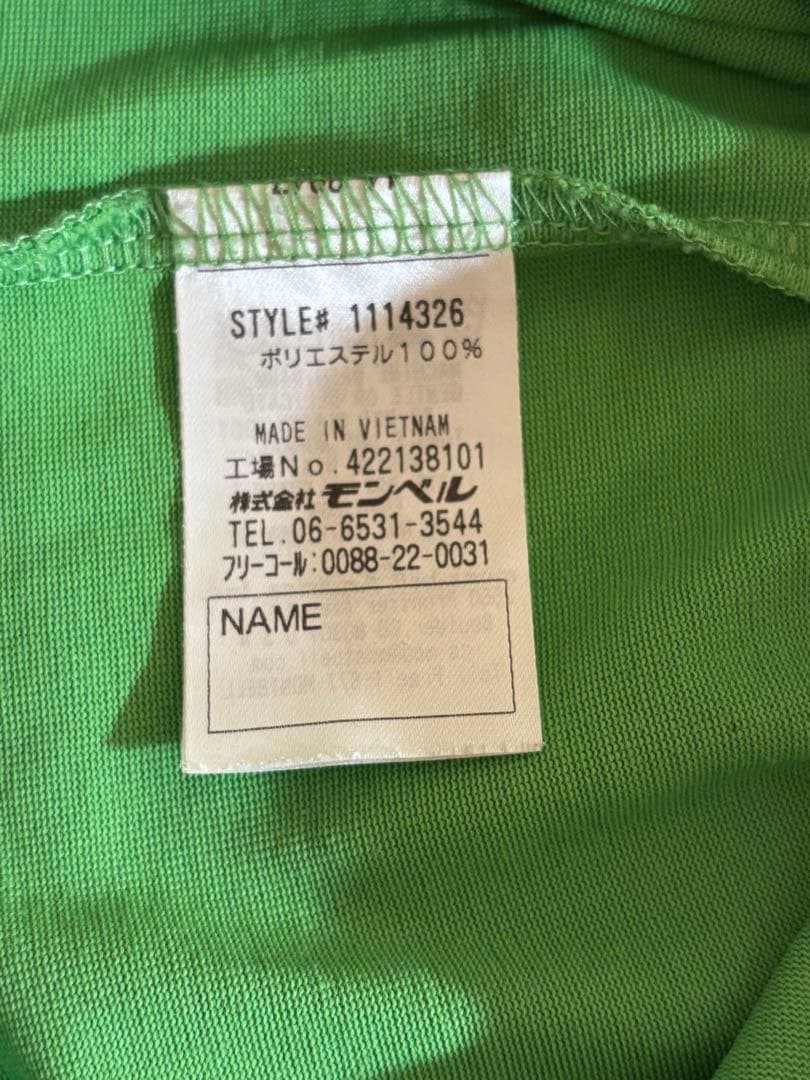 STYLE# 1114326
ポリエステル100%
MADE IN VIETNAM
工場No.422138101
株式会社モンベル
TEL.06-6531-3544
フリーコール:0088-22-0031
NAME